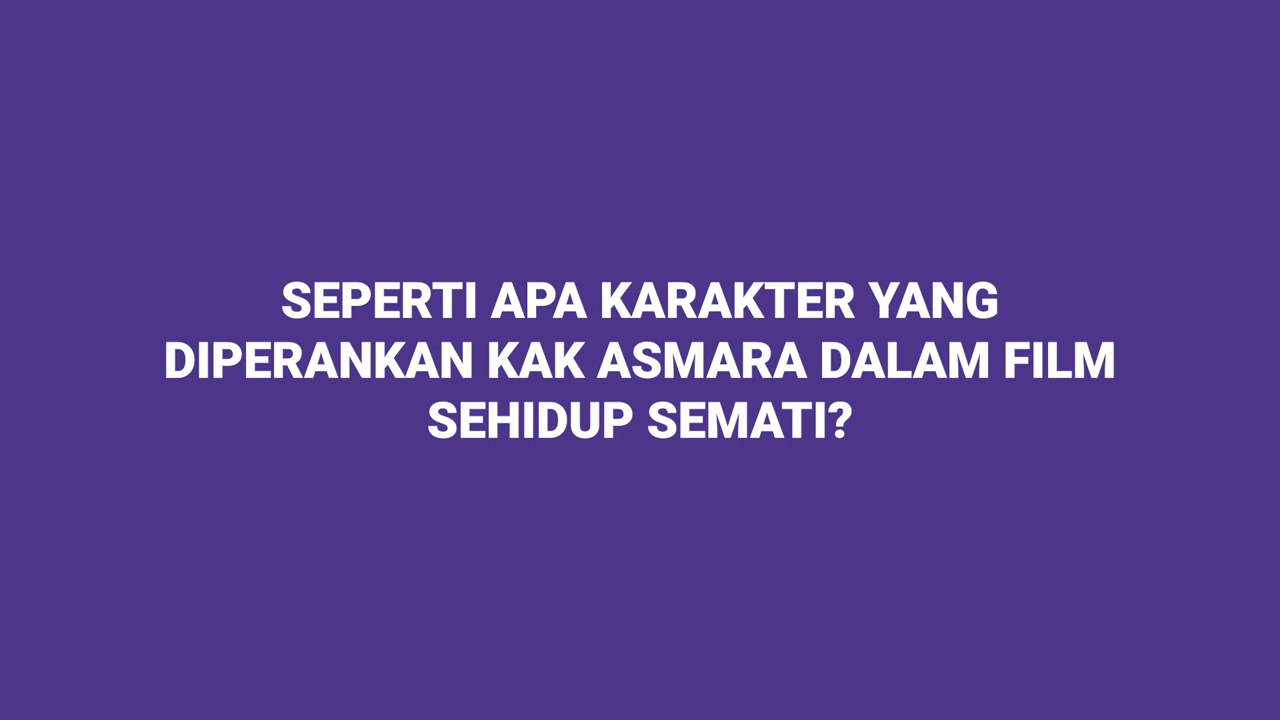 SEPERTI APA KARAKTER YANG
DIPERANKAN KAK ASMARA DALAM FILM
SEHIDUP SEMATI?